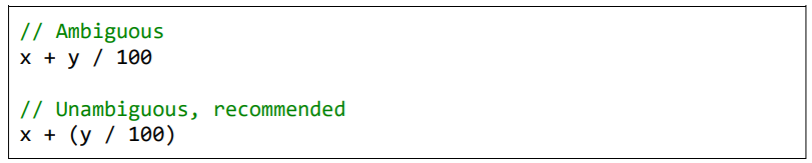 // Ambiguous
x + y / 100
// Unambiguous, recommended
x + (y / 100)